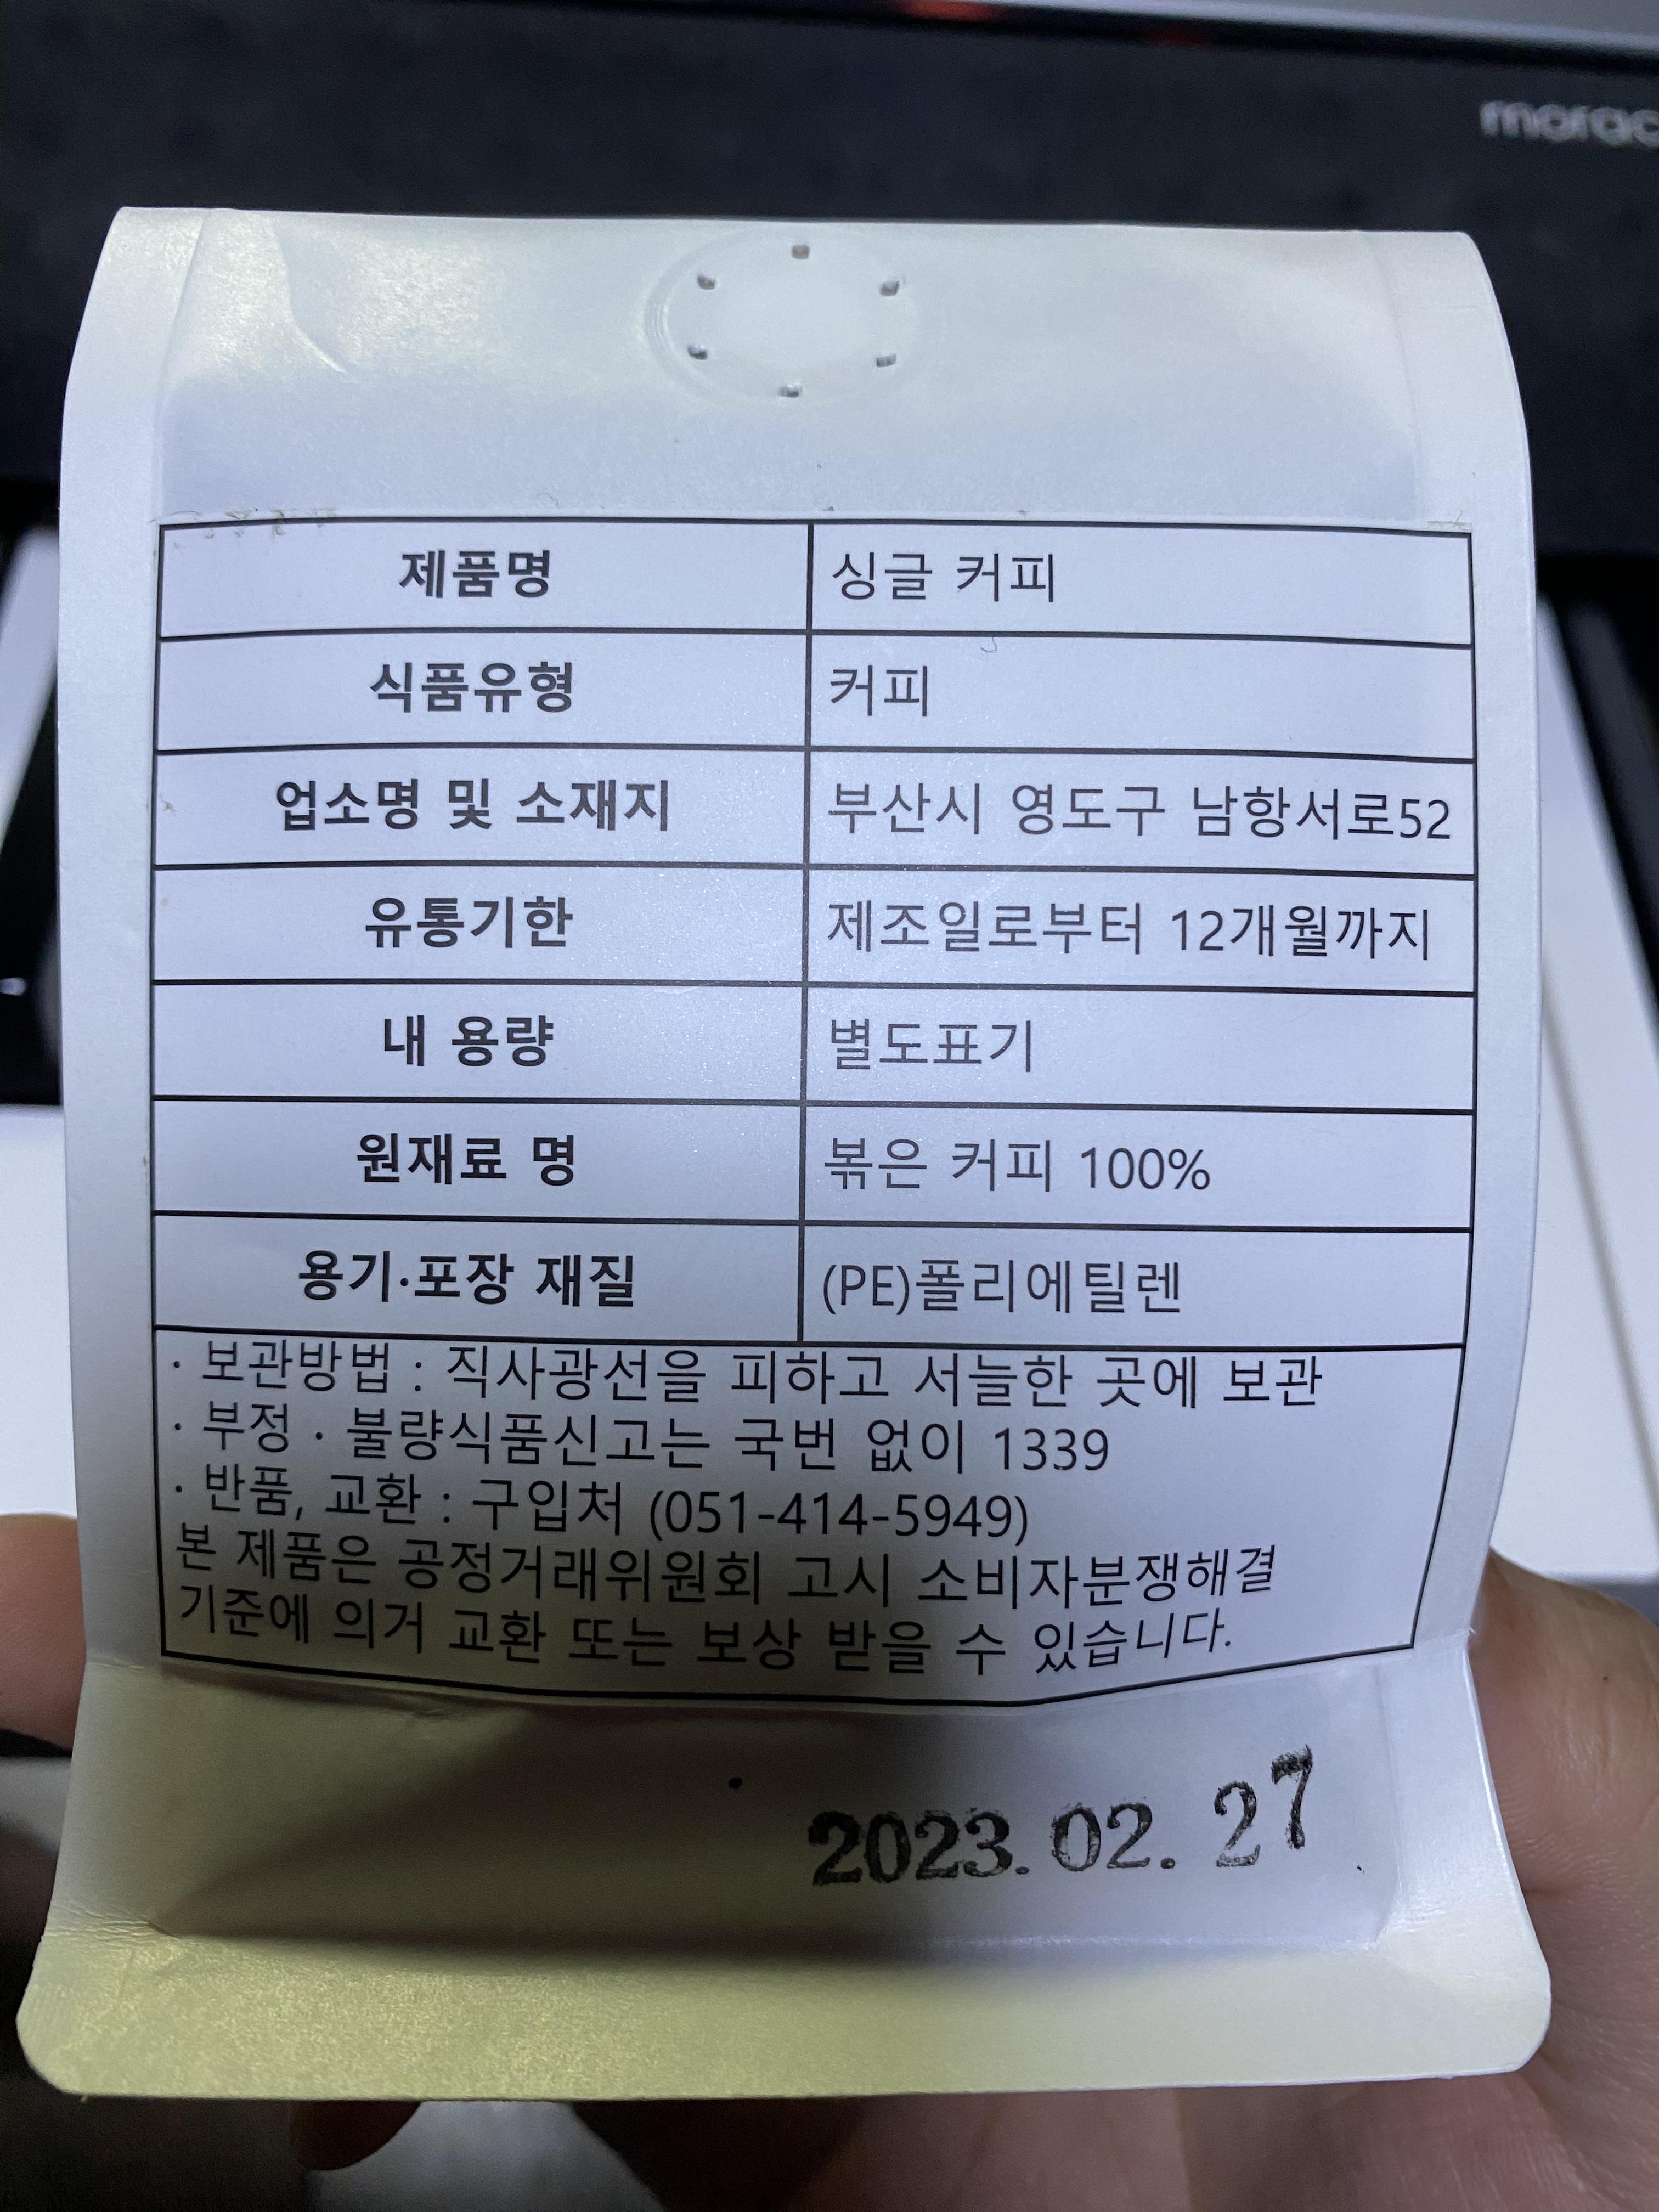 morac
제품명 싱글 커피
식품유형 커피
업소명 및 소재지 부산시 영도구 남항서로52
유통기한 제조일로부터 12개월까지
내 용량 별도표기
원재료 명 볶은 커피 100%
용기·포장 재질 (PE)폴리에틸렌
· 보관방법 : 직사광선을 피하고 서늘한 곳에 보관
· 부정 · 불량식품신고는 국번 없이 1339
· 반품, 교환 : 구입처 (051-414-5949)
본 제품은 공정거래위원회 고시 소비자분쟁해결
기준에 의거 교환 또는 보상 받을 수 있습니다.
2023.02.27